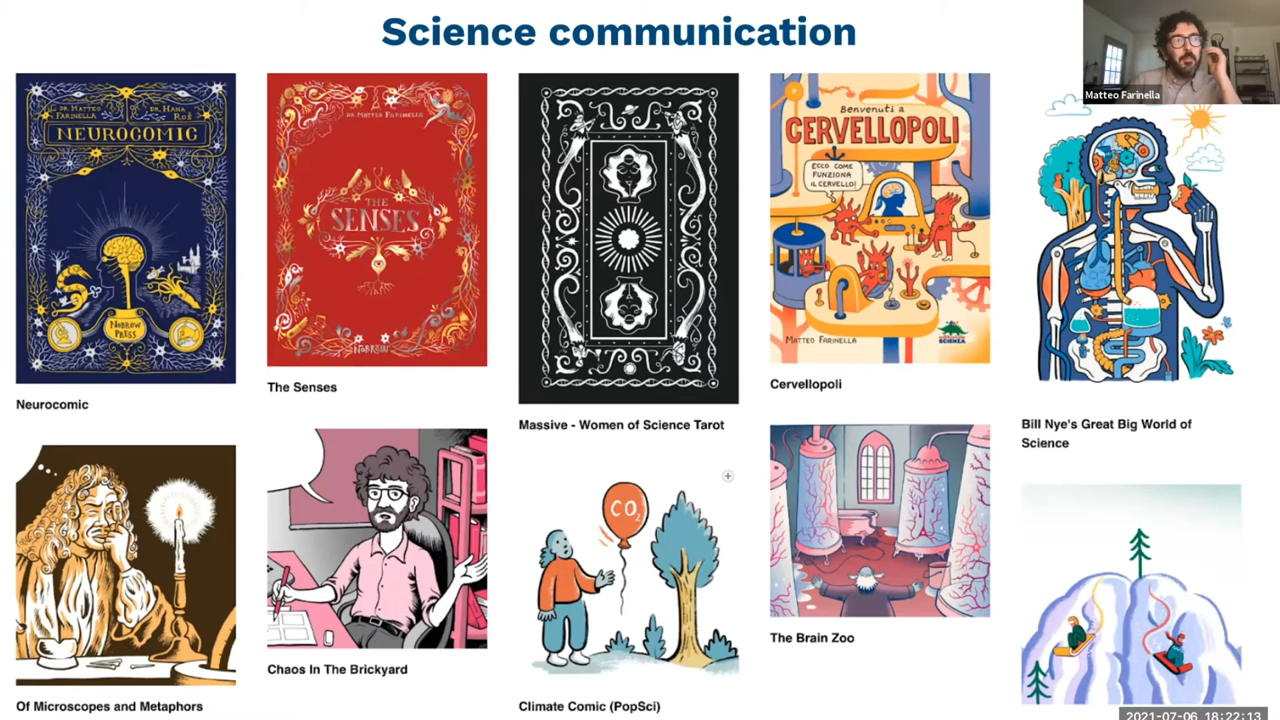 Science communication
Matteo Farinella
DR. MATTEO
FARINELLA
DR. HANA
ROŠ
NEUROCOMIC
NOBROW
PRESS
Neurocomic
DR. MATTEO FARINELLA
THE
SENSES
NOBROW
The Senses
Massive - Women of Science Tarot
Benvenuti a
CERVELLOPOLI
ECCO COME
FUNZIONA
IL CERVELLO!
MATTEO FARINELLA
SCIENZA
Cervellopoli
Bill Nye's Great Big World of
Science
Of Microscopes and Metaphors
Chaos In The Brickyard
CO2
Climate Comic (PopSci)
The Brain Zoo
2021-07-06 18:22:13